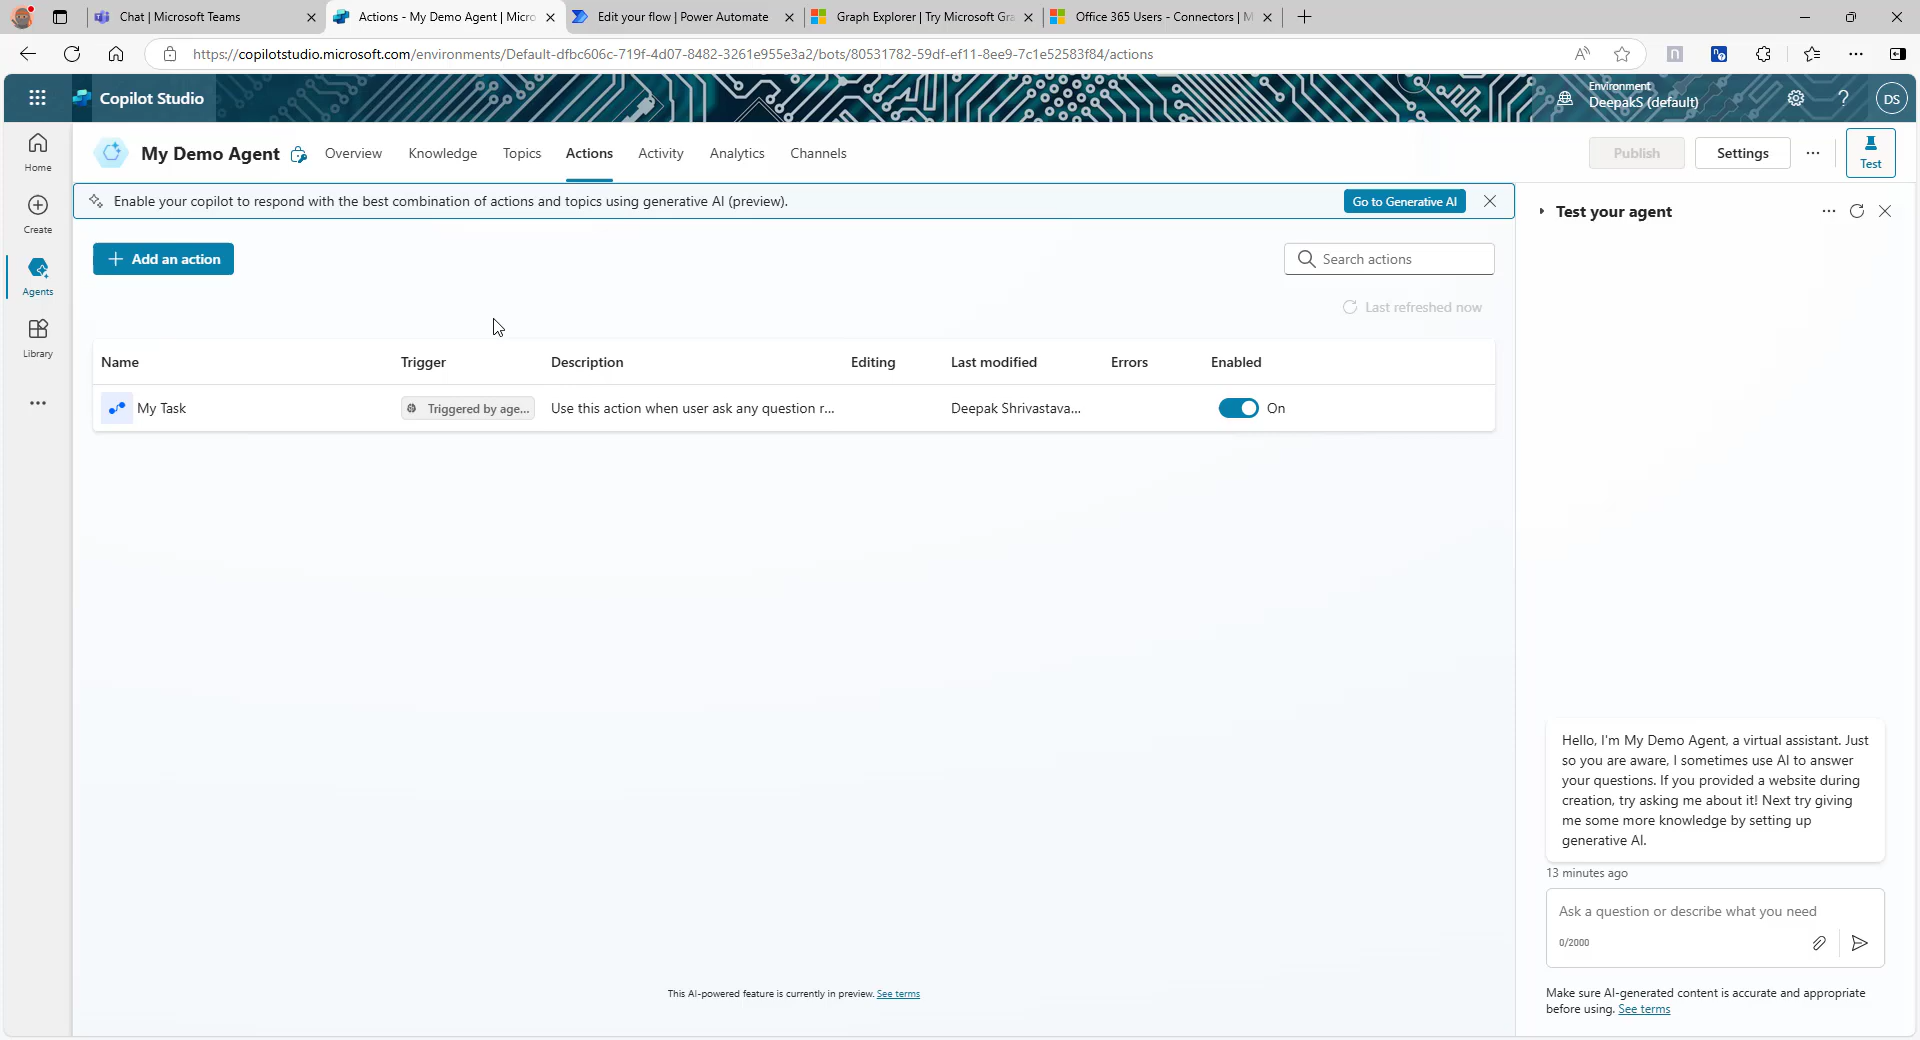 Chat | Microsoft Teams
Actions - My Demo Agent | Micro
Edit your flow | Power Automate
Graph Explorer | Try Microsoft Gra
Office 365 Users - Connectors | M
https://copilotstudio.microsoft.com/environments/Default-dfbc606c-719f-4d07-8482-3261e955e3a2/bots/80531782-59df-ef11-8ee9-7c1e52583f84/actions
Copilot Studio
Environment
DeepakS (default)
DS
Home
Create
Agents
Library
My Demo Agent
Overview
Knowledge
Topics
Actions
Activity
Analytics
Channels
Publish
Settings
Test
Enable your copilot to respond with the best combination of actions and topics using generative AI (preview).
Go to Generative AI
Add an action
Search actions
Last refreshed now
Name Trigger Description Editing Last modified Errors Enabled
My Task Triggered by age... Use this action when user ask any question r... Deepak Shrivastava... On
This AI-powered feature is currently in preview. See terms
Test your agent
Hello, I'm My Demo Agent, a virtual assistant. Just
so you are aware, I sometimes use AI to answer
your questions. If you provided a website during
creation, try asking me about it! Next try giving
me some more knowledge by setting up
generative AI.
13 minutes ago
Ask a question or describe what you need
0/2000
Make sure AI-generated content is accurate and appropriate
before using. See terms